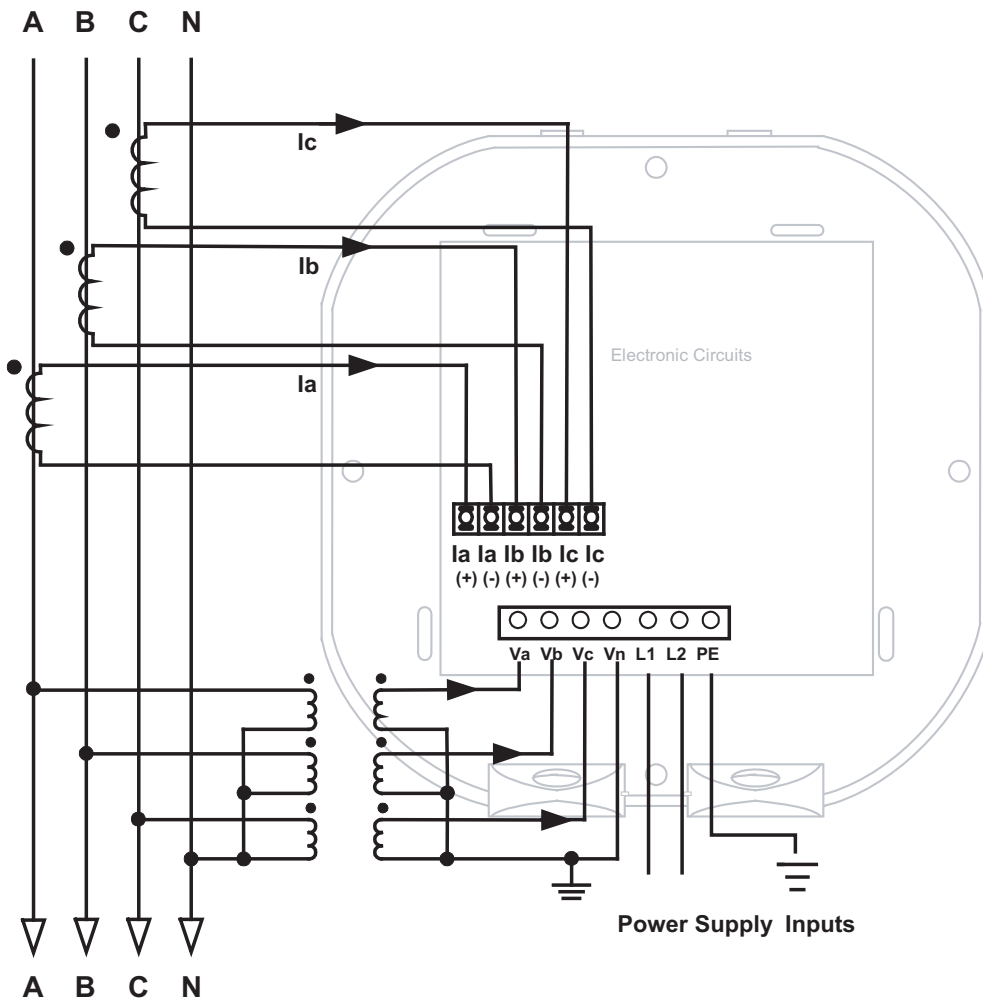 A B C N
Ic
Ib
Electronic Circuits
Ia
Ia Ia Ib Ib Ic Ic
(+) (-) (+) (-) (+) (-)
Va Vb Vc Vn L1 L2 PE
Power Supply Inputs
A B C N